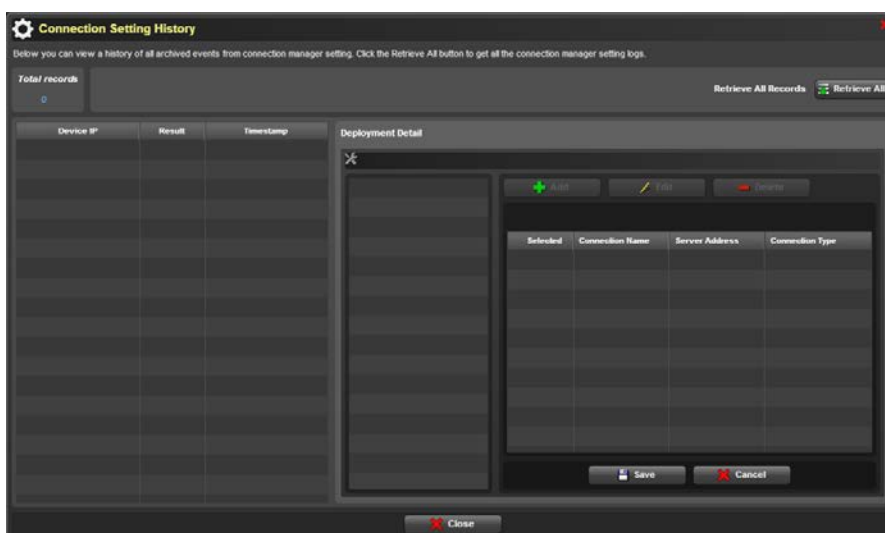 Connection Setting History
Below you can view a history of all archived events from connection manager setting. Click the Retrieve All button to get all the connection manager setting logs.
Total records
0
Retrieve All Records
Retrieve All
Device IP Result Timestamp
Deployment Detail
Add Edit Delete
Selected Connection Name Server Address Connection Type
Save Cancel
Close